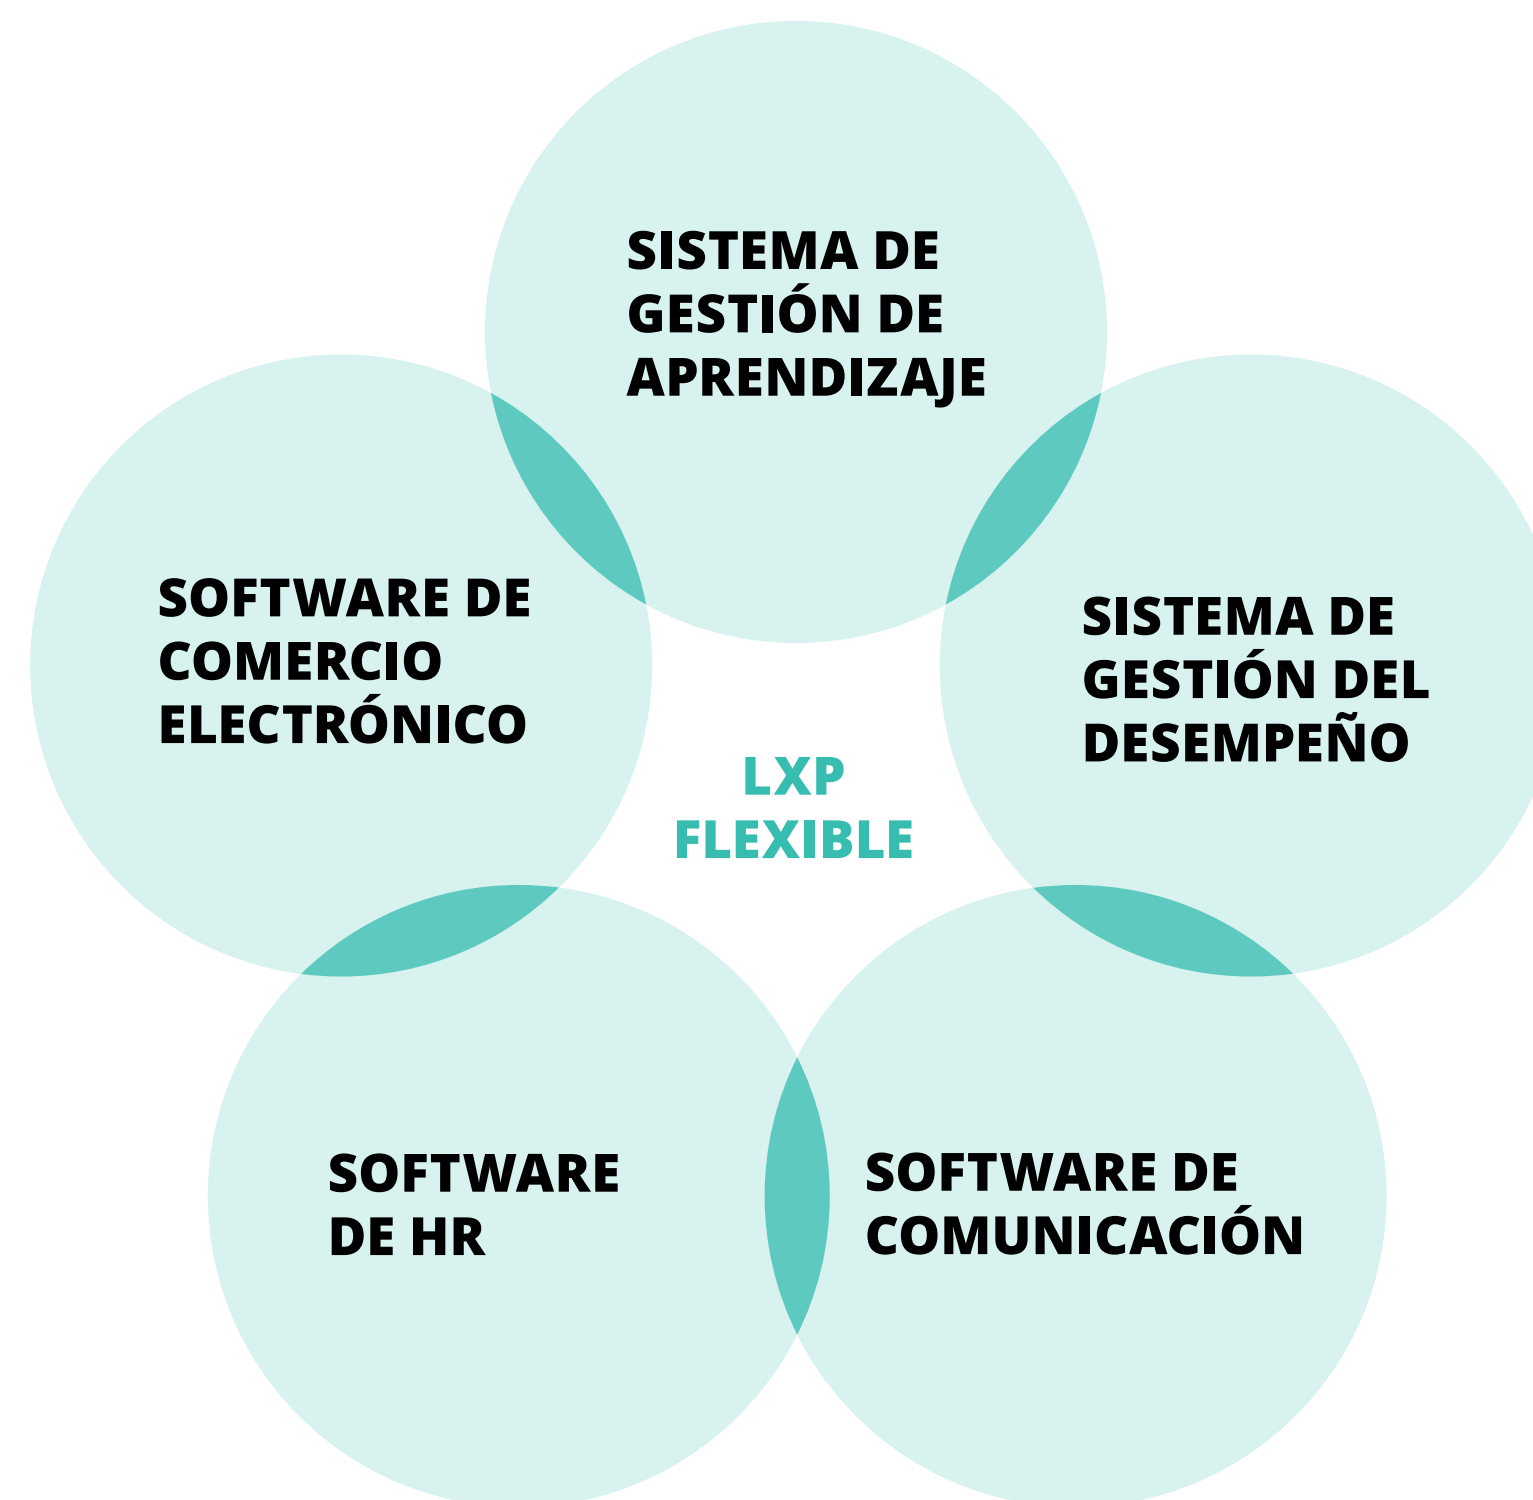 SISTEMA DE
GESTIÓN DE
APRENDIZAJE
SOFTWARE DE
COMERCIO
ELECTRÓNICO
SISTEMA DE
GESTIÓN DEL
DESEMPEÑO
LXP
FLEXIBLE
SOFTWARE
DE HR
SOFTWARE DE
COMUNICACIÓN